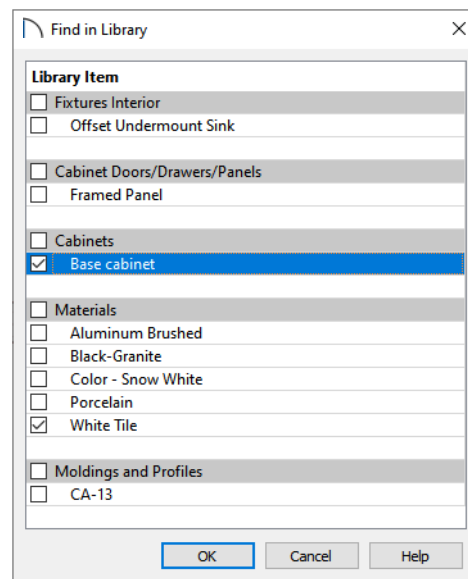 Find in Library
Library Item
Fixtures Interior
Offset Undermount Sink
Cabinet Doors/Drawers/Panels
Framed Panel
Cabinets
Base cabinet
Materials
Aluminum Brushed
Black-Granite
Color - Snow White
Porcelain
White Tile
Moldings and Profiles
CA-13
OK Cancel Help